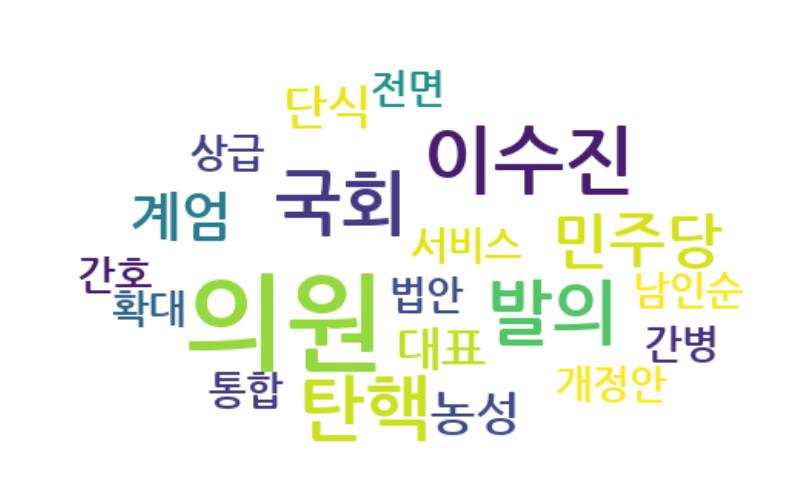 단식 전면
상급 이수진
계엄 국회
서비스 민주당
간호
확대 의원 법안 발의 남인순
대표 간병
통합 탄핵 농성 개정안